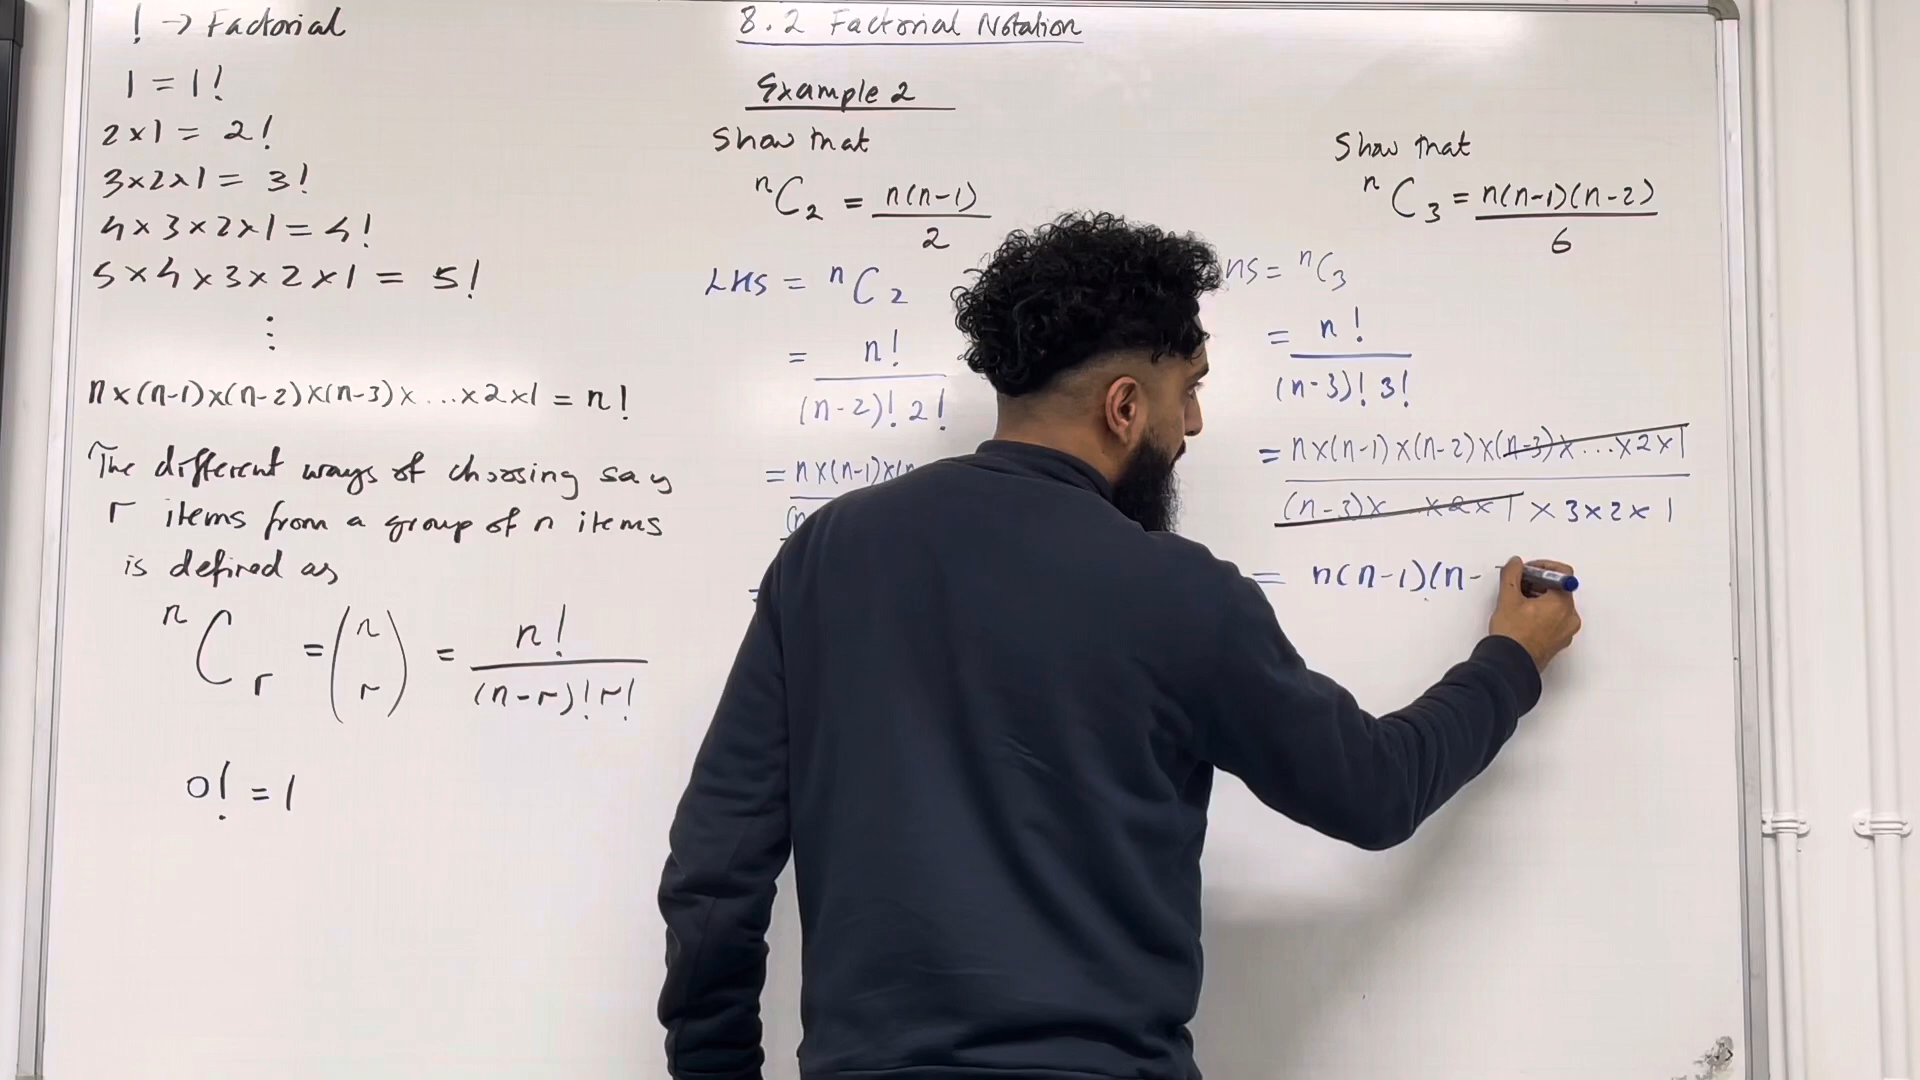 ! → Factorial
1 = 1!
2×1 = 2!
3×2×1 = 3!
4×3×2×1 = 4!
5×4×3×2×1 = 5!
⋮
n×(n-1)×(n-2)×(n-3)×...×2×1 = n!
The different ways of choosing say
r items from a group of n items
is defined as
ⁿCᵣ = (n r) = n! / (n-r)! r!
0! = 1
8.2 Factorial Notation
Example 2
Show that
ⁿC₂ = n(n-1) / 2
LHS = ⁿC₂
= n! / (n-2)! 2!
= n×(n-1)×(n
(n
=
Show that
ⁿC₃ = n(n-1)(n-2) / 6
HS = ⁿC₃
= n! / (n-3)! 3!
= n×(n-1)×(n-2)×(n-3)×...×2×1 / (n-3)×...×2×1×3×2×1
= n(n-1)(n-